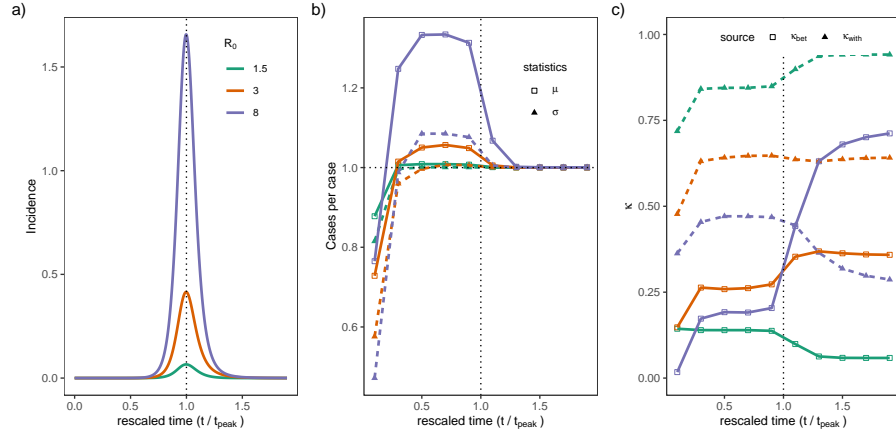 a)
R0
1.5
3
8
Incidence
0.0
0.5
1.0
1.5
0.0
0.5
1.0
1.5
rescaled time (t / tpeak )
b)
statistics
μ
σ
Cases per case
0.6
0.8
1.0
1.2
0.5
1.0
1.5
rescaled time (t / tpeak )
c)
source κbet κwith
κ
0.00
0.25
0.50
0.75
1.00
0.5
1.0
1.5
rescaled time (t / tpeak )